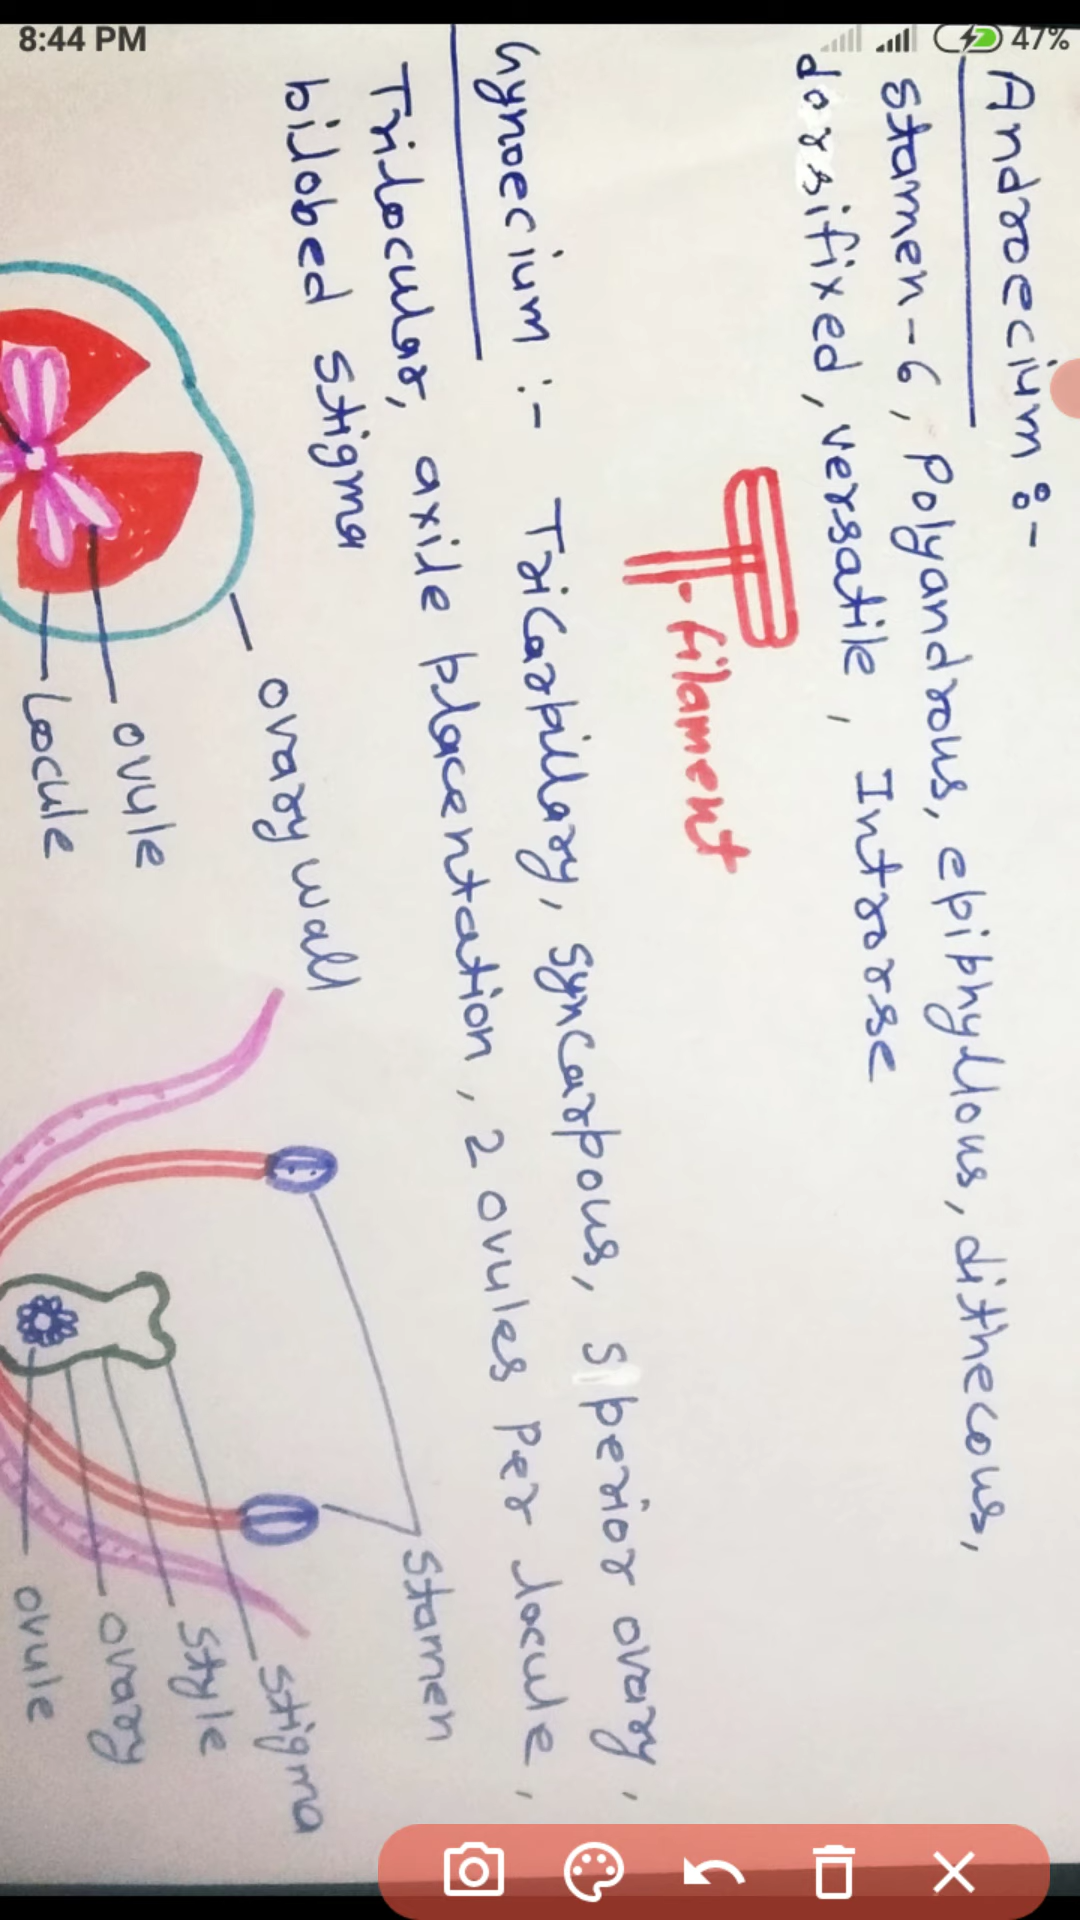 8:44 PM
47%
Androecium :-
Stamen-6, Polyandrous, epiphyllous, dithecous,
dorsifixed, versatile, Introrse
filament
Gynoecium :- Tricarpillary, syncarpous, s perior ovary,
Trilocular, axile placentation, 2 ovules per locule,
bilobed stigma
ovary wall
ovule
Locule
Stamen
Stigma
Style
ovary
ovule